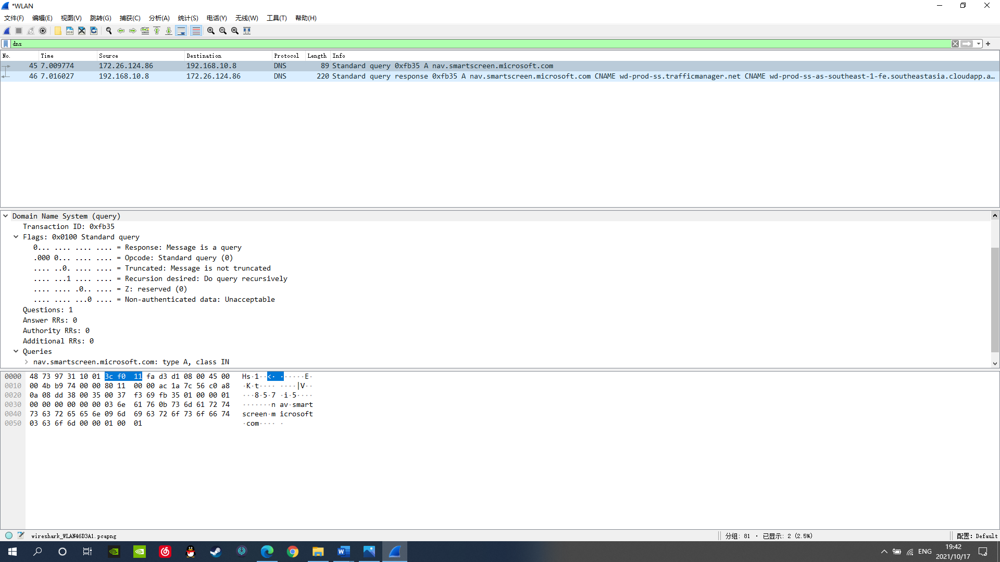 *WLAN
文件(F) 编辑(E) 视图(V) 跳转(G) 捕获(C) 分析(A) 统计(S) 电话(Y) 无线(W) 工具(T) 帮助(H)
dns
No. Time Source Destination Protocol Length Info
45 7.009774 172.26.124.86 192.168.10.8 DNS 89 Standard query 0xfb35 A nav.smartscreen.microsoft.com
46 7.016027 192.168.10.8 172.26.124.86 DNS 220 Standard query response 0xfb35 A nav.smartscreen.microsoft.com CNAME wd-prod-ss.trafficmanager.net CNAME wd-prod-ss-as-southeast-1-fe.southeastasia.cloudapp.a…
Domain Name System (query)
Transaction ID: 0xfb35
Flags: 0x0100 Standard query
0... .... .... .... = Response: Message is a query
.000 0... .... .... = Opcode: Standard query (0)
.... ..0. .... .... = Truncated: Message is not truncated
.... ...1 .... .... = Recursion desired: Do query recursively
.... .... .0.. .... = Z: reserved (0)
.... .... ...0 .... = Non-authenticated data: Unacceptable
Questions: 1
Answer RRs: 0
Authority RRs: 0
Additional RRs: 0
Queries
nav.smartscreen.microsoft.com: type A, class IN
0000 48 73 97 31 10 01 3c f0 11 fa d3 d1 08 00 45 00 Hs·1··<· ······E·
0010 00 4b b9 74 00 00 80 11 00 00 ac 1a 7c 56 c0 a8 ·K·t···· ····|V··
0020 0a 08 dd 38 00 35 00 37 f3 69 fb 35 01 00 00 01 ···8·5·7 ·i·5····
0030 00 00 00 00 00 00 03 6e 61 76 0b 73 6d 61 72 74 ·······n av·smart
0040 73 63 72 65 65 6e 09 6d 69 63 72 6f 73 6f 66 74 screen·m icrosoft
0050 03 63 6f 6d 00 00 01 00 01 ·com···· ·
wireshark_WLAN46D3A1.pcapng 分组: 81 · 已显示: 2 (2.5%) 配置: Default
ENG 19:42
2021/10/17